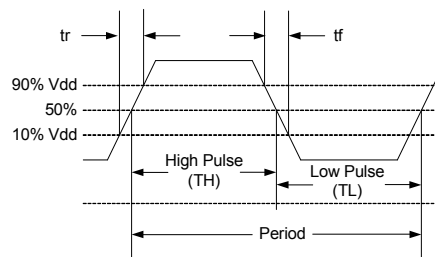 tr
tf
90% Vdd
50%
10% Vdd
High Pulse
(TH)
Low Pulse
(TL)
Period